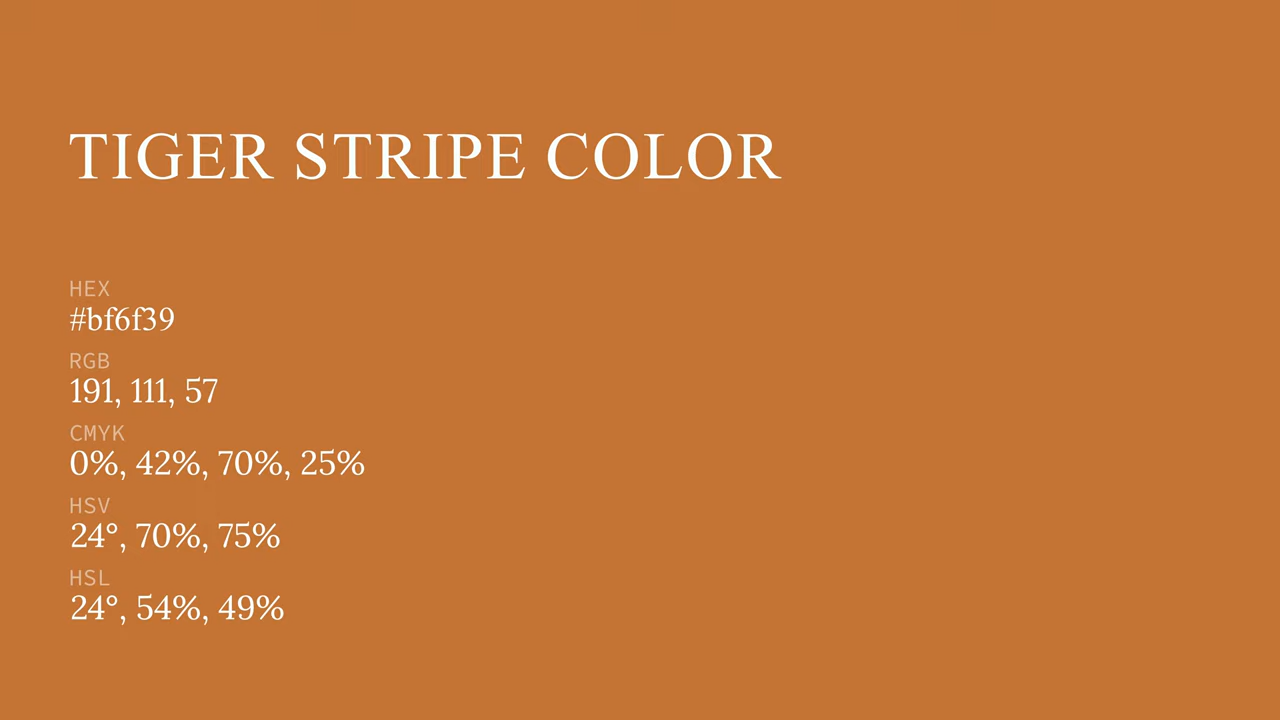 TIGER STRIPE COLOR
HEX
#bf6f39
RGB
191, 111, 57
CMYK
0%, 42%, 70%, 25%
HSV
24°, 70%, 75%
HSL
24°, 54%, 49%